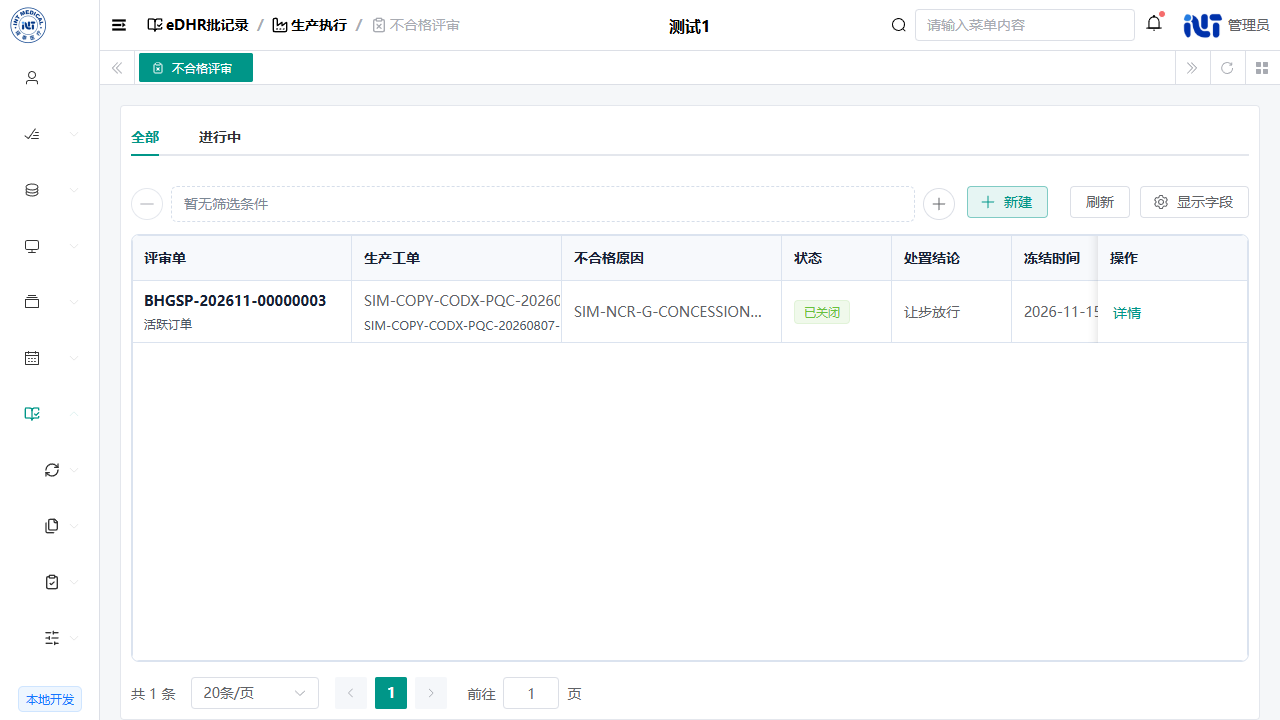 eDHR批记录 / 生产执行 / 不合格评审
测试1
请输入菜单内容
管理员
不合格评审
全部
进行中
暂无筛选条件
新建
刷新
显示字段
评审单 生产工单 不合格原因 状态 处置结论 冻结时间 操作
BHGSP-202611-00000003 SIM-COPY-CODX-PQC-20260 SIM-NCR-G-CONCESSION... 已关闭 让步放行 2026-11-15 详情
活跃订单 SIM-COPY-CODX-PQC-20260807-
共 1 条 20条/页 1 前往 1 页
本地开发